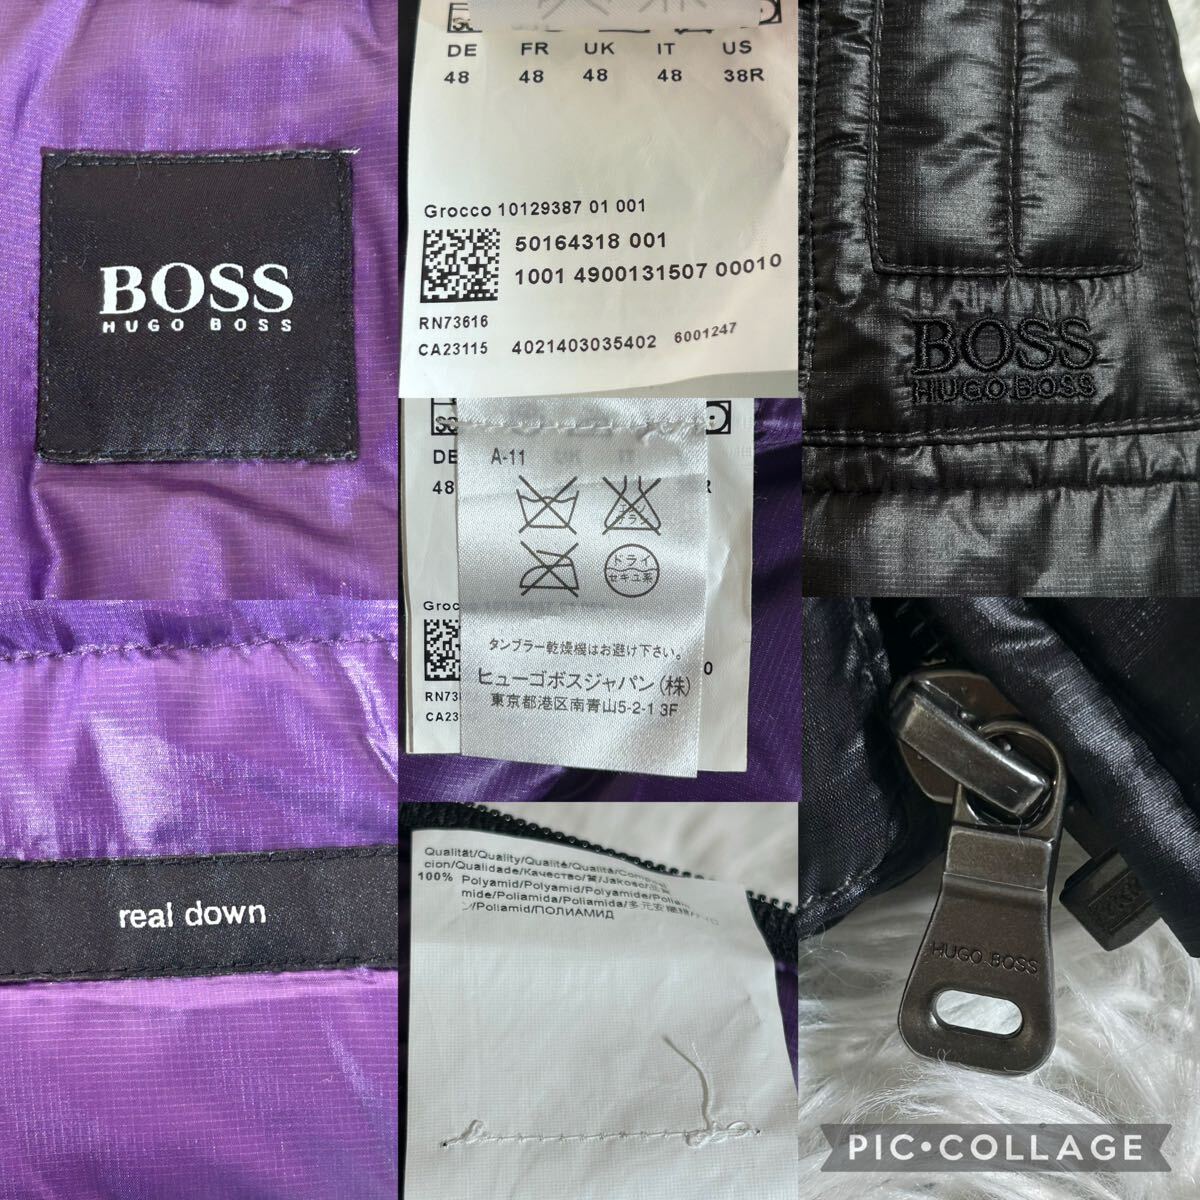 BOSS
HUGO BOSS
DE FR UK IT US
48 48 48 48 38R
Grocco 10129387 01 001
50164318 001
1001 4900131507 00010
RN73616
CA23115 4021403035402 6001247
BOSS
HUGO BOSS
DE
48
A-11
ドライ
セキユ系
タンブラー乾燥機はお避け下さい。
ヒューゴボスジャパン(株)
東京都港区南青山5-2-1 3F
real down
Qualität/Quality/Qualité/Qualità/
cion/Qualidade/Качество/質/Jakość/
100% Polyamid/Polyamid/Polyamide/
mide/Poliamida/Poliamida/
/Poliamid/ПОЛИАМИД
HUGO BOSS
PIC•COLLAGE